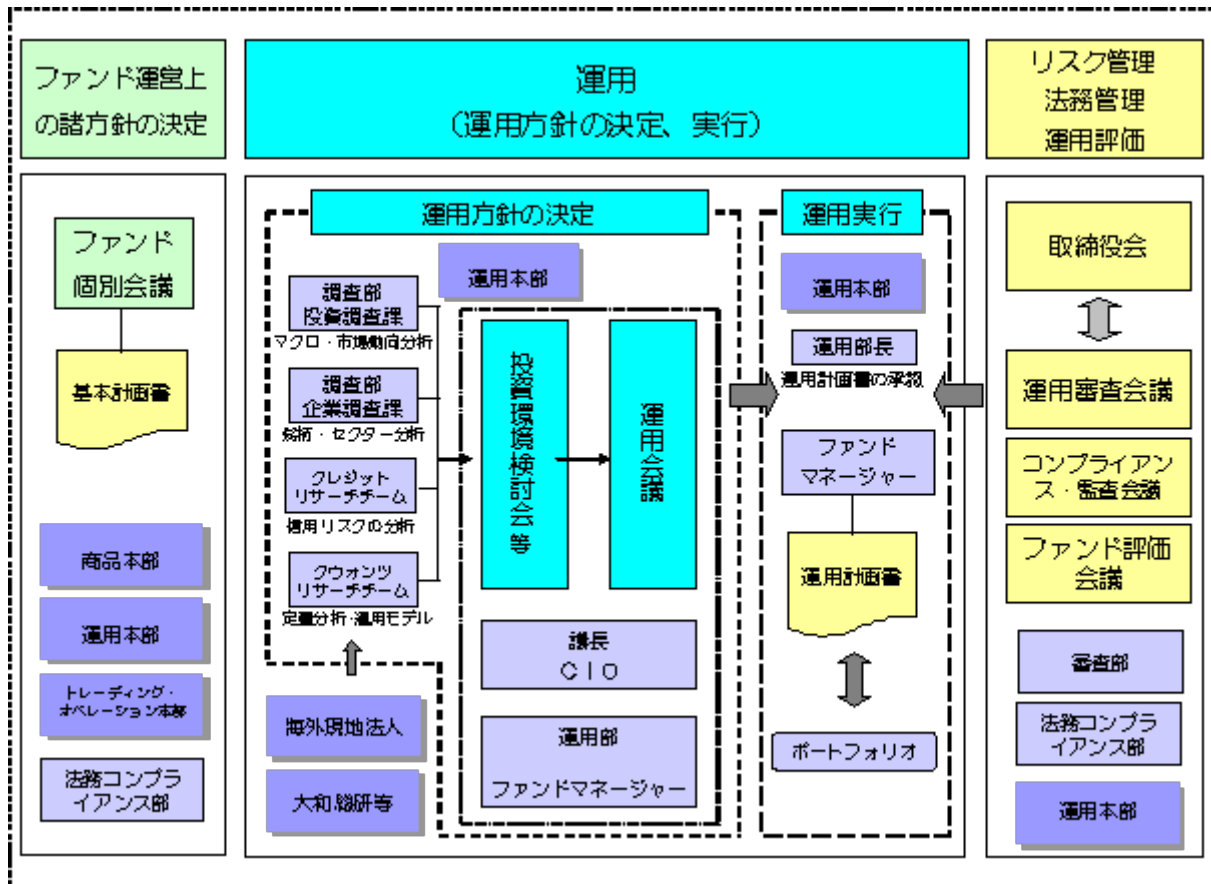 ファンド運営上
の諸方針の決定
運用
（運用方針の決定、実行）
リスク管理
法務管理
運用評価
ファンド
個別会議
基本計画書
商品本部
運用本部
トレーディング・
オペレーション本部
法務コンプラ
イアンス部
運用方針の決定
運用本部
調査部
投資調査課
マクロ・市場動向分析
調査部
企業調査課
銘柄・セクター分析
クレジット
リサーチチーム
信用リスクの分析
クウォンツ
リサーチチーム
定量分析・運用モデル
海外現地法人
大和総研等
投資環境検討会等
運用会議
議長
ＣＩＯ
運用部
ファンドマネージャー
運用実行
運用本部
運用部長
運用計画書の承認
ファンド
マネージャー
運用計画書
ポートフォリオ
取締役会
運用審査会議
コンプライアン
ス・監査会議
ファンド評価
会議
審査部
法務コンプラ
イアンス部
運用本部